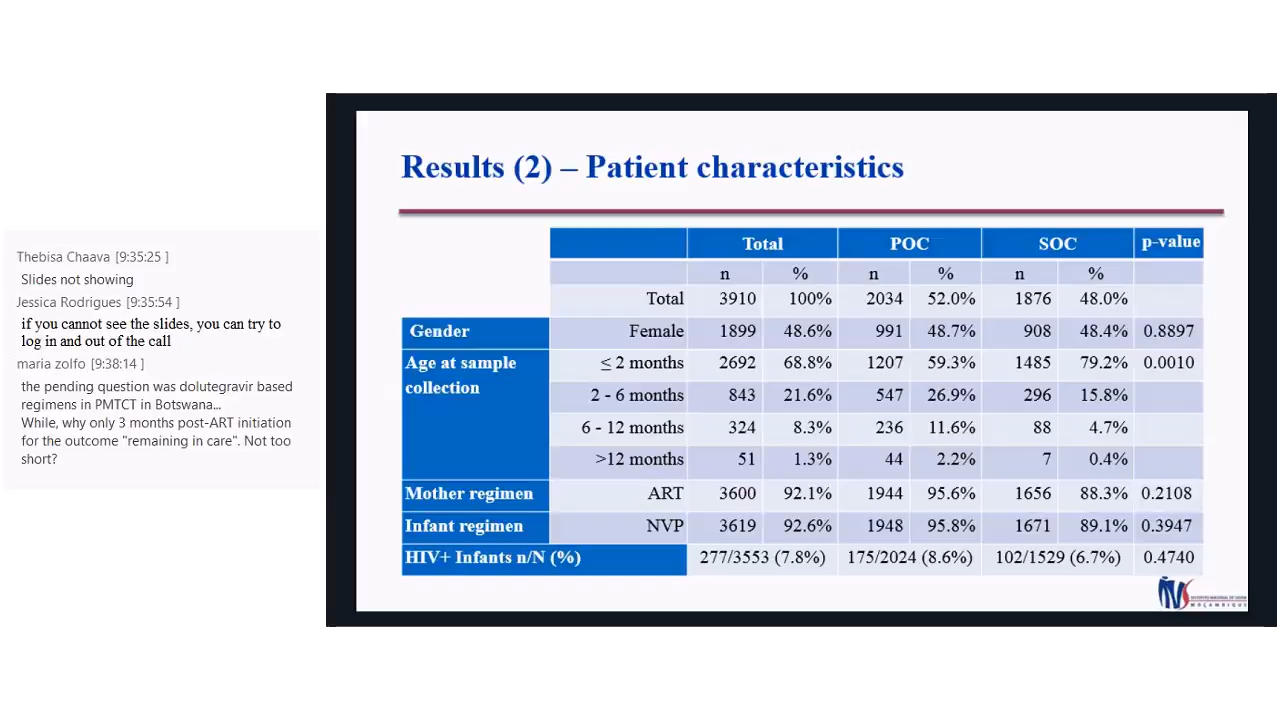 Thebisa Chaava [9:35:25 ]
Slides not showing
Jessica Rodrigues [9:35:54 ]
if you cannot see the slides, you can try to
log in and out of the call
maria zolfo [9:38:14 ]
the pending question was dolutegravir based
regimens in PMTCT in Botswana...
While, why only 3 months post-ART initiation
for the outcome "remaining in care". Not too
short?
Results (2) – Patient characteristics
Total POC SOC p-value
n % n % n %
Total 3910 100% 2034 52.0% 1876 48.0%
Gender Female 1899 48.6% 991 48.7% 908 48.4% 0.8897
Age at sample collection ≤ 2 months 2692 68.8% 1207 59.3% 1485 79.2% 0.0010
2 - 6 months 843 21.6% 547 26.9% 296 15.8%
6 - 12 months 324 8.3% 236 11.6% 88 4.7%
>12 months 51 1.3% 44 2.2% 7 0.4%
Mother regimen ART 3600 92.1% 1944 95.6% 1656 88.3% 0.2108
Infant regimen NVP 3619 92.6% 1948 95.8% 1671 89.1% 0.3947
HIV+ Infants n/N (%) 277/3553 (7.8%) 175/2024 (8.6%) 102/1529 (6.7%) 0.4740
INS
INSTITUTO NACIONAL DE SAÚDE
MOÇAMBIQUE